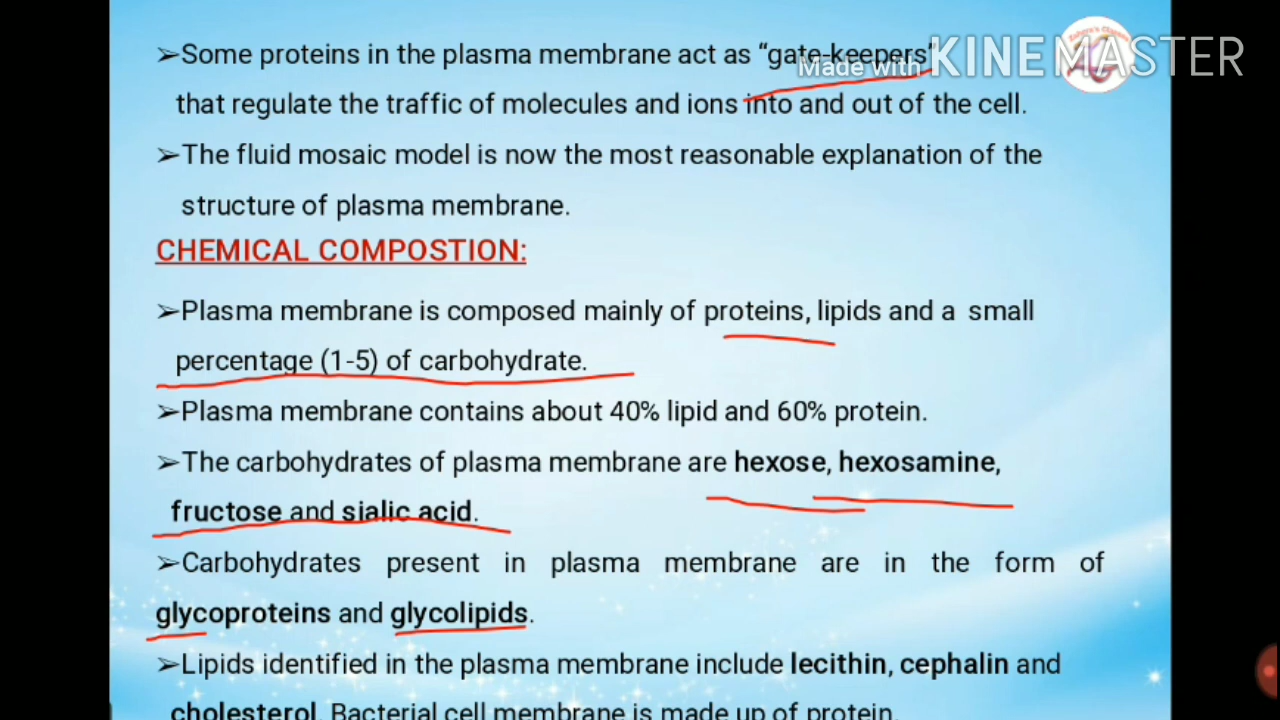 ➢Some proteins in the plasma membrane act as “gate-keepers”
Made with KINEMASTER
that regulate the traffic of molecules and ions into and out of the cell.
➢The fluid mosaic model is now the most reasonable explanation of the
structure of plasma membrane.
CHEMICAL COMPOSTION:
➢Plasma membrane is composed mainly of proteins, lipids and a small
percentage (1-5) of carbohydrate.
➢Plasma membrane contains about 40% lipid and 60% protein.
➢The carbohydrates of plasma membrane are hexose, hexosamine,
fructose and sialic acid.
➢Carbohydrates present in plasma membrane are in the form of
glycoproteins and glycolipids.
➢Lipids identified in the plasma membrane include lecithin, cephalin and
cholesterol. Bacterial cell membrane is made up of protein,